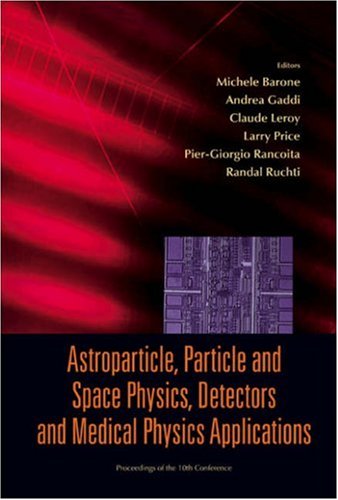 Editors
Michele Barone
Andrea Gaddi
Claude Leroy
Larry Price
Pier-Giorgio Rancoita
Randal Ruchti
Astroparticle, Particle and
Space Physics, Detectors
and Medical Physics Applications
Proceedings of the 10th Conference